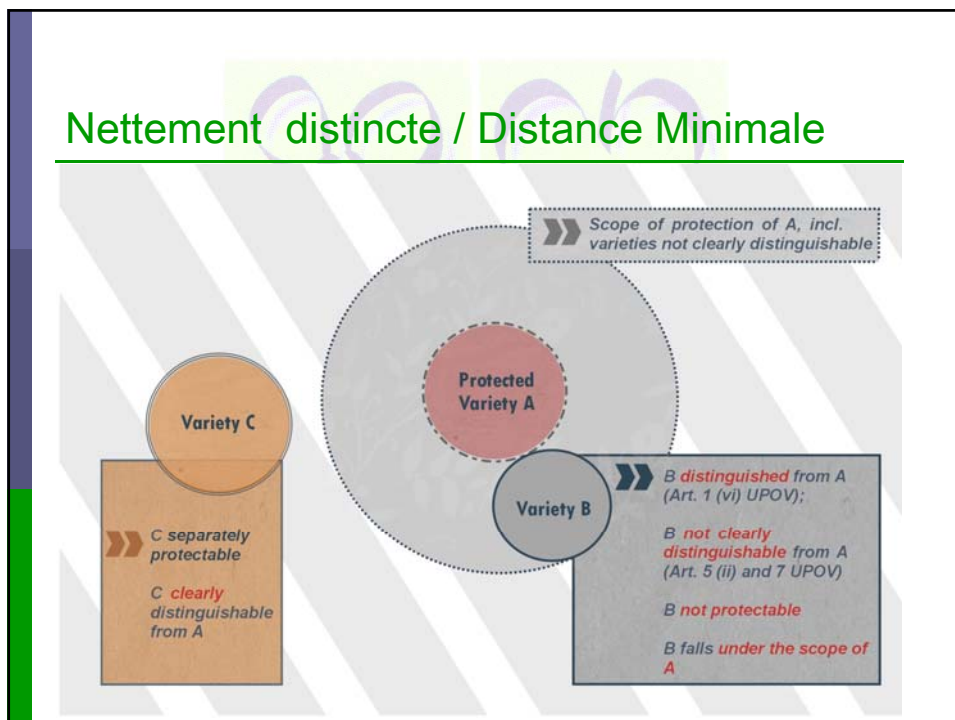 Nettement distincte / Distance Minimale
Scope of protection of A, incl.
varieties not clearly distinguishable
Protected
Variety A
Variety C
Variety B
C separately
protectable
C clearly
distinguishable
from A
B distinguished from A
(Art. 1 (vi) UPOV);
B not clearly
distinguishable from A
(Art. 5 (ii) and 7 UPOV)
B not protectable
B falls under the scope of
A